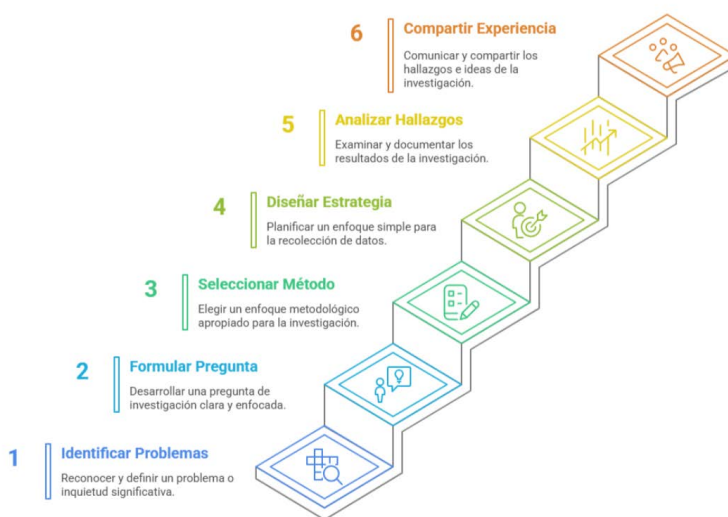 6
Compartir Experiencia
Comunicar y compartir los
hallazgos e ideas de la
investigación.
5
Analizar Hallazgos
Examinar y documentar los
resultados de la investigación.
4
Diseñar Estrategia
Planificar un enfoque simple para
la recolección de datos.
3
Seleccionar Método
Elegir un enfoque metodológico
apropiado para la investigación.
2
Formular Pregunta
Desarrollar una pregunta de
investigación clara y enfocada.
1
Identificar Problemas
Reconocer y definir un problema o
inquietud significativa.